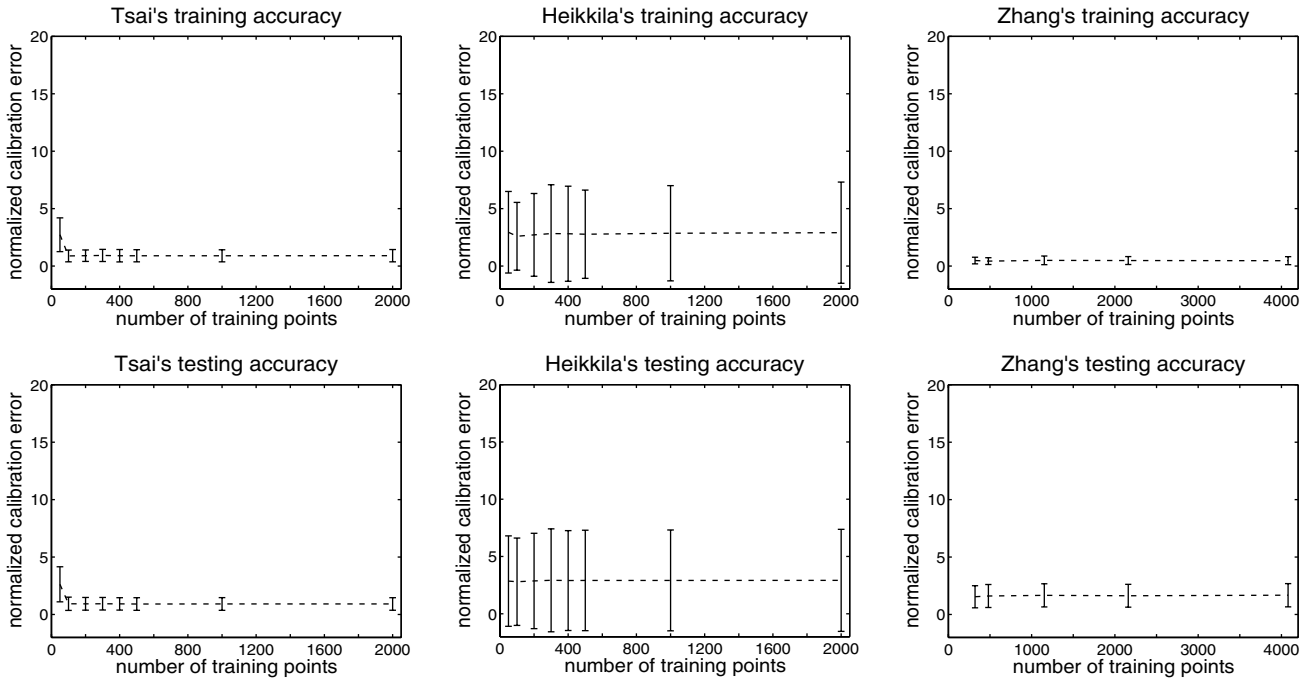 Tsai's training accuracy
normalized calibration error
20
15
10
5
0
0 400 800 1200 1600 2000
number of training points
Heikkila's training accuracy
normalized calibration error
20
15
10
5
0
0 400 800 1200 1600 2000
number of training points
Zhang's training accuracy
normalized calibration error
20
15
10
5
0
0 1000 2000 3000 4000
number of training points
Tsai's testing accuracy
normalized calibration error
20
15
10
5
0
0 400 800 1200 1600 2000
number of training points
Heikkila's testing accuracy
normalized calibration error
20
15
10
5
0
0 400 800 1200 1600 2000
number of training points
Zhang's testing accuracy
normalized calibration error
20
15
10
5
0
0 1000 2000 3000 4000
number of training points